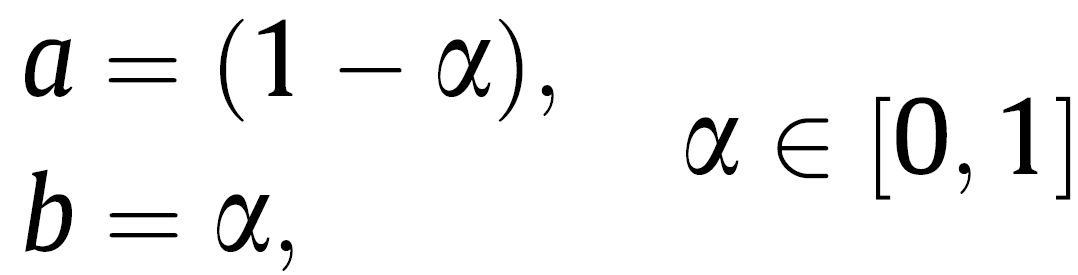 a = (1 − α),
b = α,
α ∈ [0, 1]